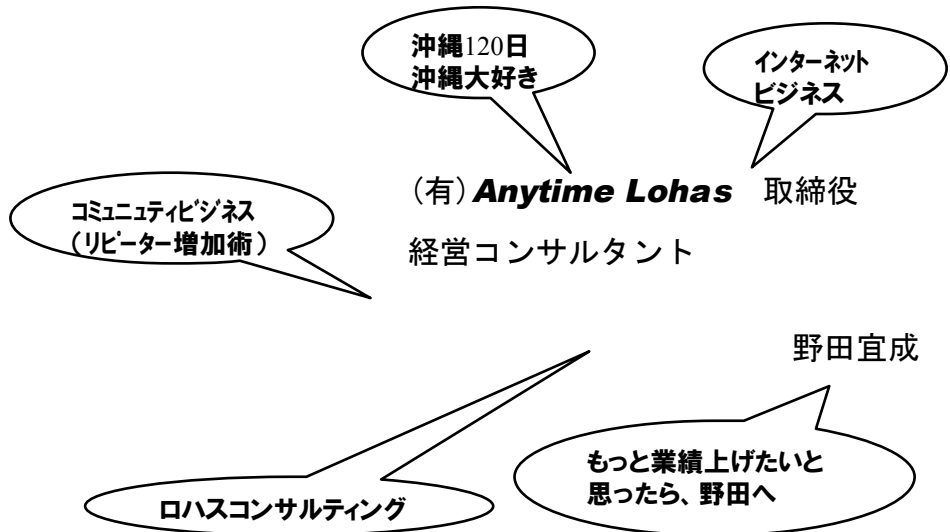 沖縄120日
沖縄大好き
インターネット
ビジネス
(有)Anytime Lohas 取締役
コミュニティビジネス
(リピーター増加術)
経営コンサルタント
野田宜成
もっと業績上げたいと
思ったら、野田へ
ロハスコンサルティング